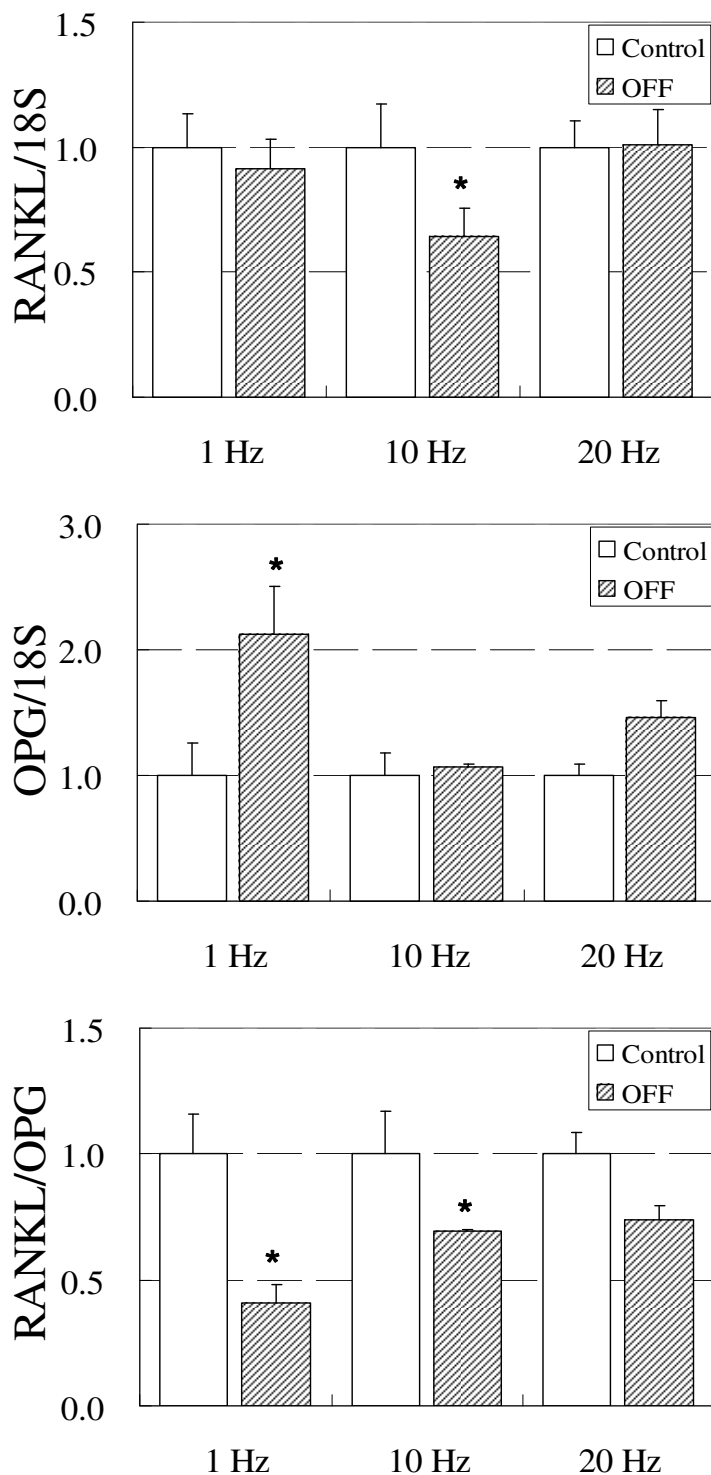 1.5
Control
OFF
RANKL/18S
1.0
*
0.5
0.0
1 Hz 10 Hz 20 Hz
3.0
Control
OFF
*
OPG/18S
2.0
1.0
0.0
1 Hz 10 Hz 20 Hz
1.5
Control
OFF
RANKL/OPG
1.0
*
*
0.5
0.0
1 Hz 10 Hz 20 Hz